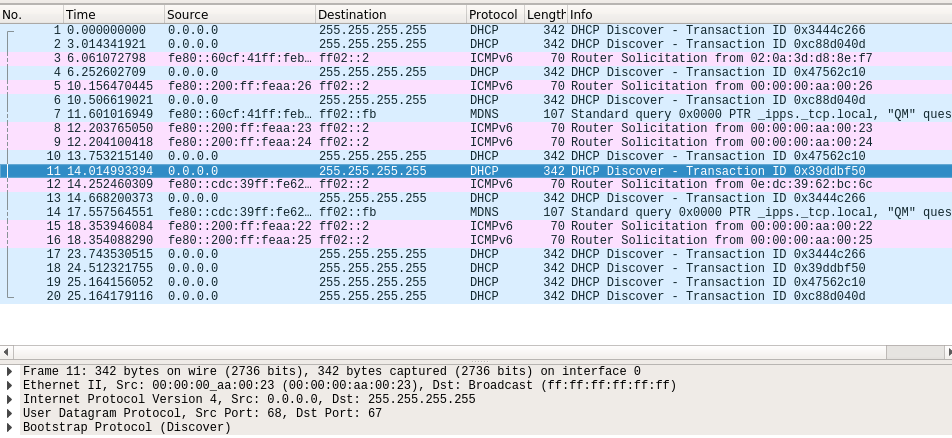 No. Time Source Destination Protocol Length Info
1 0.000000000 0.0.0.0 255.255.255.255 DHCP 342 DHCP Discover - Transaction ID 0x3444c266
2 3.014341921 0.0.0.0 255.255.255.255 DHCP 342 DHCP Discover - Transaction ID 0xc88d040d
3 6.061072798 fe80::60cf:41ff:feb… ff02::2 ICMPv6 70 Router Solicitation from 02:0a:3d:d8:8e:f7
4 6.252602709 0.0.0.0 255.255.255.255 DHCP 342 DHCP Discover - Transaction ID 0x47562c10
5 10.156470445 fe80::200:ff:feaa:26 ff02::2 ICMPv6 70 Router Solicitation from 00:00:00:aa:00:26
6 10.506619021 0.0.0.0 255.255.255.255 DHCP 342 DHCP Discover - Transaction ID 0xc88d040d
7 11.601016949 fe80::60cf:41ff:feb… ff02::fb MDNS 107 Standard query 0x0000 PTR _ipps._tcp.local, "QM" ques
8 12.203765050 fe80::200:ff:feaa:23 ff02::2 ICMPv6 70 Router Solicitation from 00:00:00:aa:00:23
9 12.204100418 fe80::200:ff:feaa:24 ff02::2 ICMPv6 70 Router Solicitation from 00:00:00:aa:00:24
10 13.753215140 0.0.0.0 255.255.255.255 DHCP 342 DHCP Discover - Transaction ID 0x47562c10
11 14.014993394 0.0.0.0 255.255.255.255 DHCP 342 DHCP Discover - Transaction ID 0x39ddbf50
12 14.252460309 fe80::cdc:39ff:fe62… ff02::2 ICMPv6 70 Router Solicitation from 0e:dc:39:62:bc:6c
13 14.668200373 0.0.0.0 255.255.255.255 DHCP 342 DHCP Discover - Transaction ID 0x3444c266
14 17.557564551 fe80::cdc:39ff:fe62… ff02::fb MDNS 107 Standard query 0x0000 PTR _ipps._tcp.local, "QM" ques
15 18.353946084 fe80::200:ff:feaa:22 ff02::2 ICMPv6 70 Router Solicitation from 00:00:00:aa:00:22
16 18.354088290 fe80::200:ff:feaa:25 ff02::2 ICMPv6 70 Router Solicitation from 00:00:00:aa:00:25
17 23.743530515 0.0.0.0 255.255.255.255 DHCP 342 DHCP Discover - Transaction ID 0x3444c266
18 24.512321755 0.0.0.0 255.255.255.255 DHCP 342 DHCP Discover - Transaction ID 0x39ddbf50
19 25.164156052 0.0.0.0 255.255.255.255 DHCP 342 DHCP Discover - Transaction ID 0x47562c10
20 25.164179116 0.0.0.0 255.255.255.255 DHCP 342 DHCP Discover - Transaction ID 0xc88d040d
Frame 11: 342 bytes on wire (2736 bits), 342 bytes captured (2736 bits) on interface 0
Ethernet II, Src: 00:00:00_aa:00:23 (00:00:00:aa:00:23), Dst: Broadcast (ff:ff:ff:ff:ff:ff)
Internet Protocol Version 4, Src: 0.0.0.0, Dst: 255.255.255.255
User Datagram Protocol, Src Port: 68, Dst Port: 67
Bootstrap Protocol (Discover)